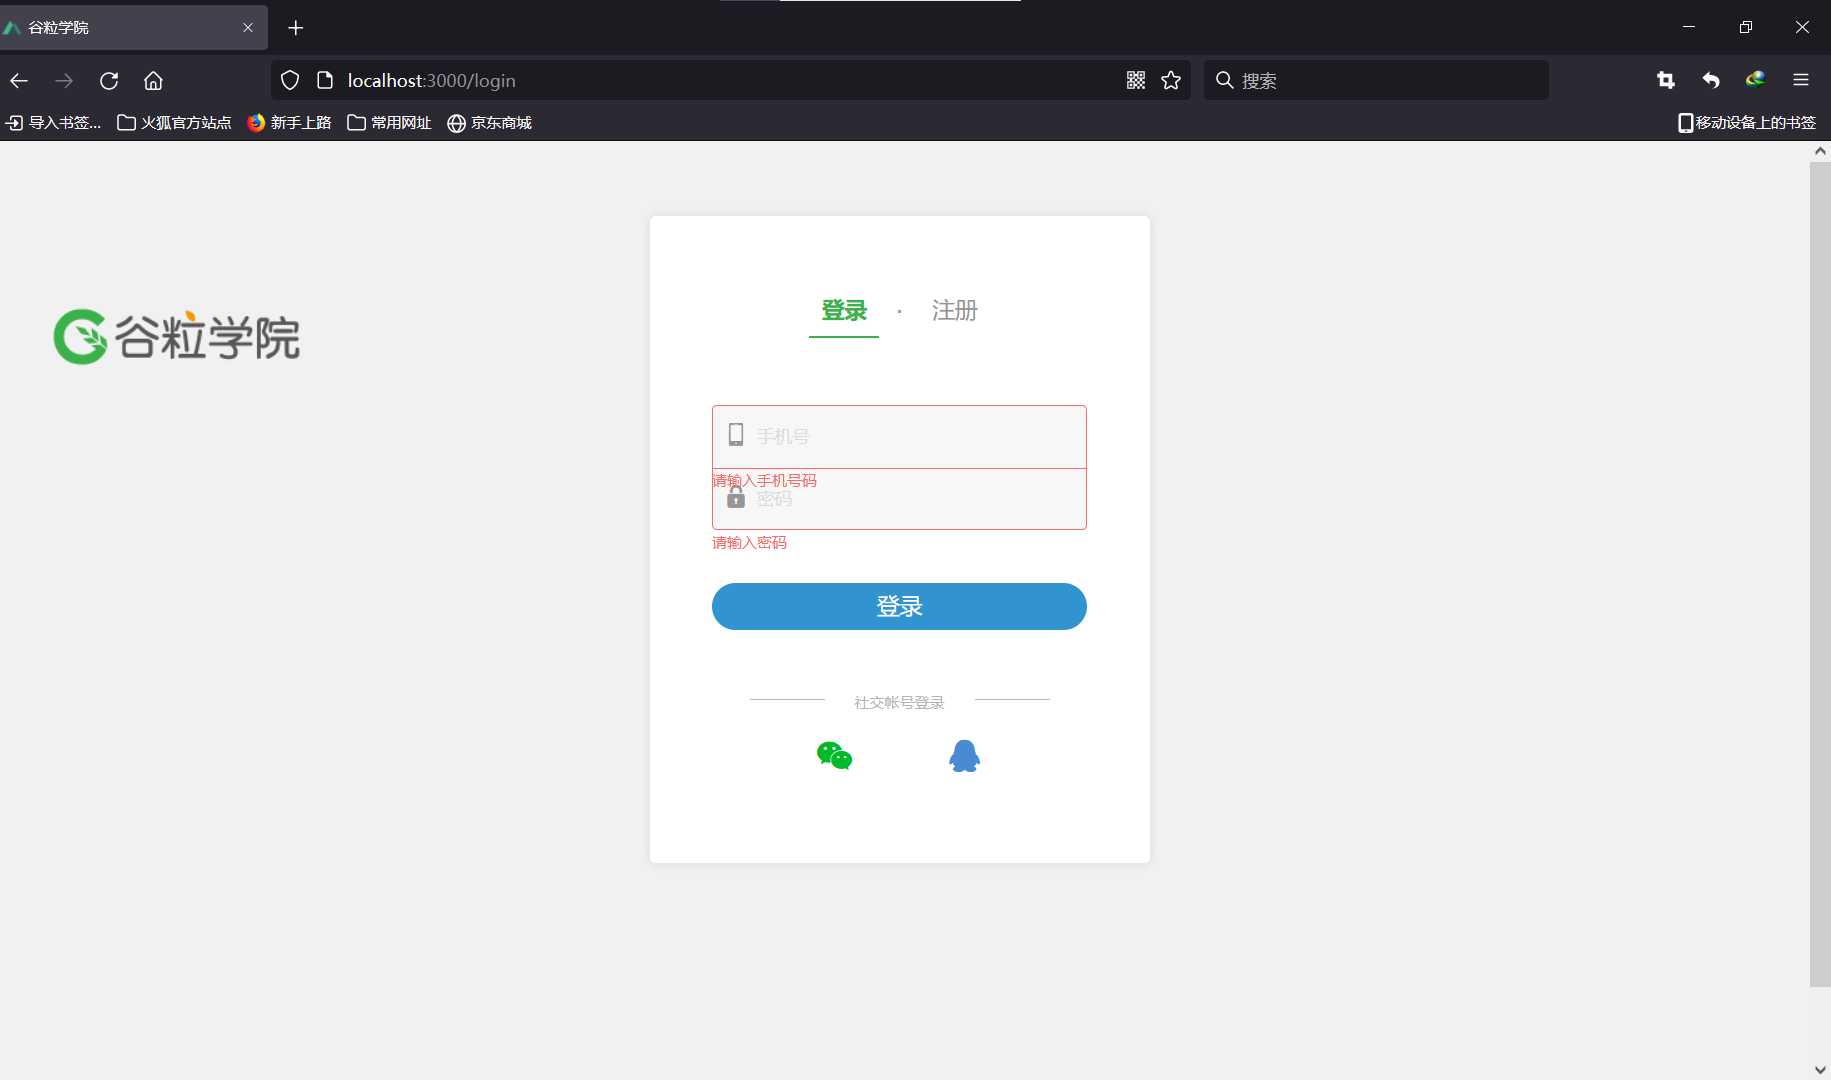 谷粒学院
localhost:3000/login
搜索
导入书签... 火狐官方站点 新手上路 常用网址 京东商城 移动设备上的书签
谷粒学院
登录 · 注册
手机号
请输入手机号码
密码
请输入密码
登录
社交帐号登录